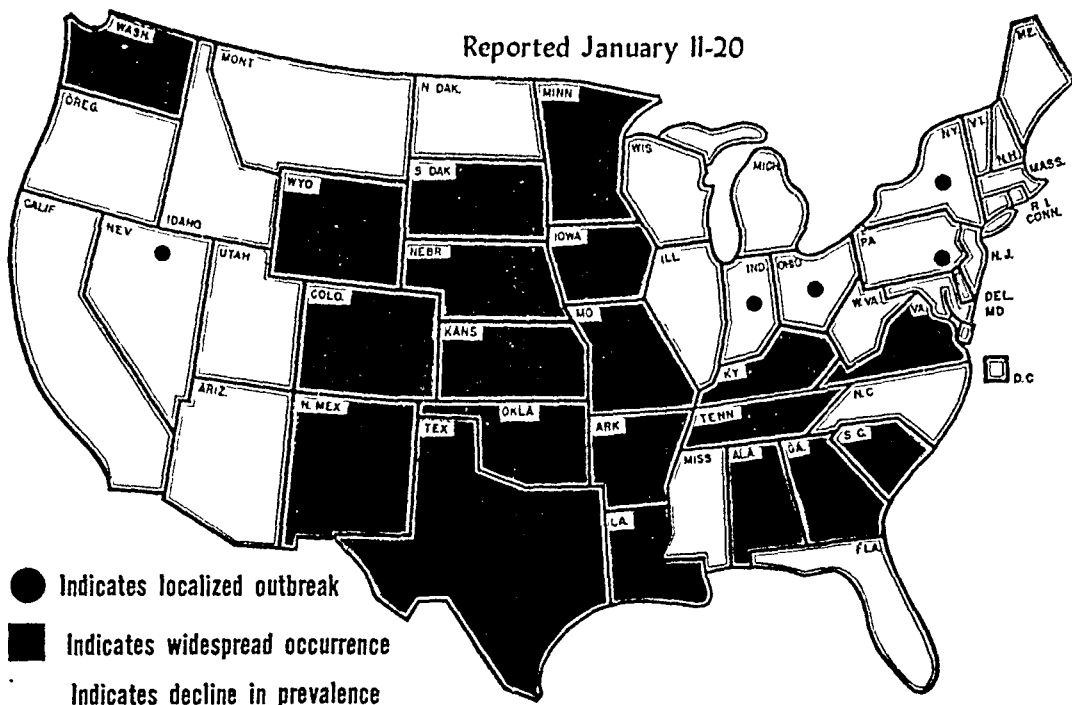 Reported January 11-20
WASH.
MONT
N DAK.
MINN
ME.
OREG.
S DAK
WIS
MICH.
N.Y.
VT.
N.H.
MASS.
R I.
CONN.
WYO
IDAHO
CALIF
NEV
UTAH
NEBR
IOWA
ILL
IND.
OHIO
PA
N. J.
W. VA.
DEL.
MD
VA.
D.C
COLO.
KANS
MO
KY
N.C
ARIZ.
N. MEX
OKLA
TEX
ARK
TENN
S C.
MISS
ALA.
GA.
LA.
FLA.
Indicates localized outbreak
Indicates widespread occurrence
Indicates decline in prevalence